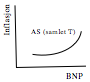 Inflasjon
AS (samlet T)
BNP